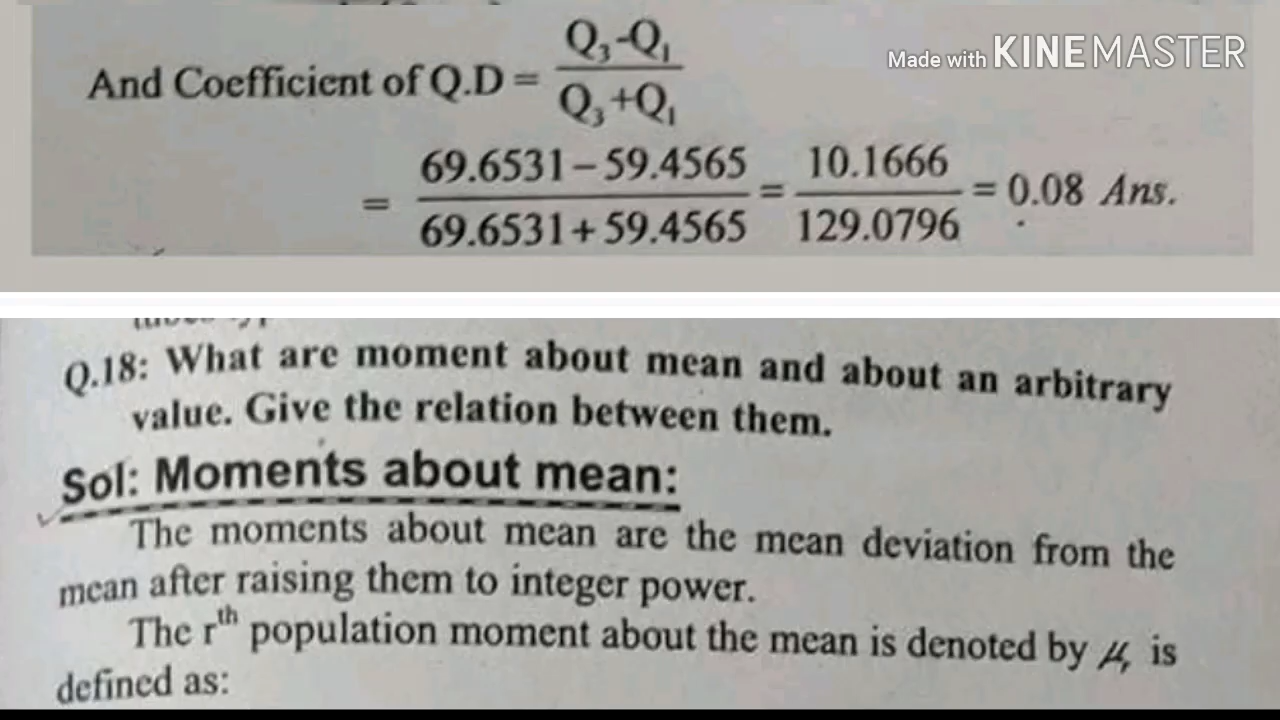 And Coefficient of Q.D = Q₃-Q₁ / Q₃+Q₁
Made with KINEMASTER
= 69.6531 – 59.4565 / 69.6531 + 59.4565 = 10.1666 / 129.0796 = 0.08 Ans.
Q.18: What are moment about mean and about an arbitrary
value. Give the relation between them.
Sol: Moments about mean:
The moments about mean are the mean deviation from the
mean after raising them to integer power.
The rᵗʰ population moment about the mean is denoted by μᵣ is
defined as: